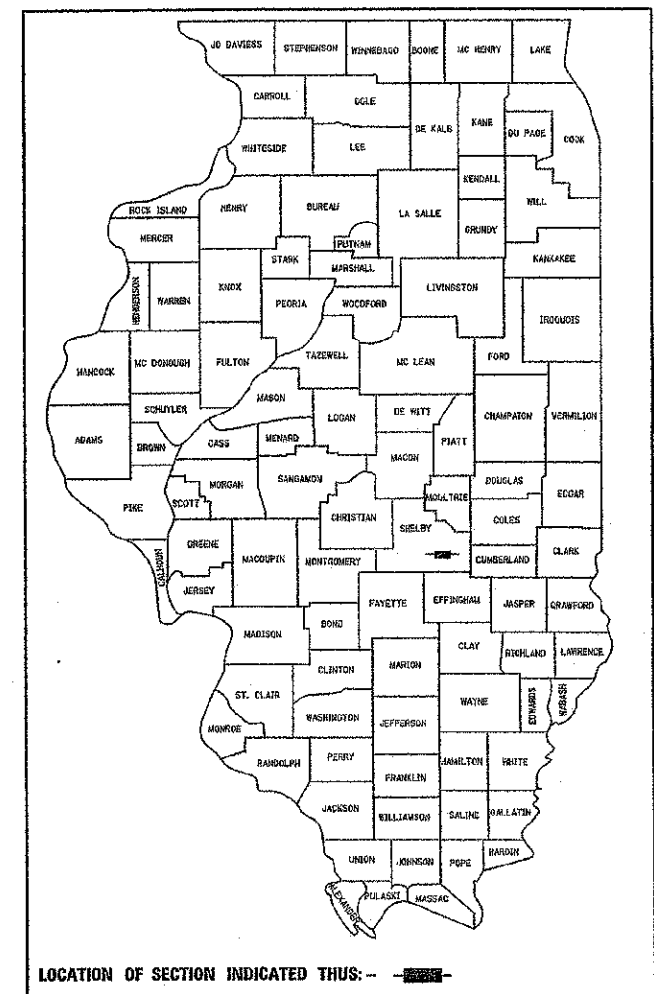 JO DAVIESS STEPHENSON WINNEBAGO BOONE MC HENRY LAKE
CARROLL OGLE DE KALB KANE DU PAGE COOK
WHITESIDE LEE
KENDALL WILL
ROCK ISLAND HENRY BUREAU LA SALLE GRUNDY
MERCER PUTNAM
STARK MARSHALL KANKAKEE
HENDERSON WARREN KNOX PEORIA WOODFORD LIVINGSTON IROQUOIS
HANCOCK MC DONOUGH FULTON TAZEWELL MC LEAN FORD
MASON
SCHUYLER LOGAN DE WITT CHAMPATON VERMILION
ADAMS BROWN CASS MENARD MACON PIATT
PIKE SCOTT MORGAN SANGAMON MOULTRIE DOUGLAS EDGAR
CHRISTIAN SHELBY COLES
CALHOUN GREENE MACOUPIN MONTGOMERY CUMBERLAND CLARK
JERSEY FAYETTE EFFINGHAM JASPER CRAWFORD
MADISON BOND
CLAY RICHLAND LAWRENCE
CLINTON MARION
ST. CLAIR WAYNE EDWARDS WABASH
MONROE WASHINGTON JEFFERSON
RANDOLPH PERRY HAMILTON WHITE
FRANKLIN
JACKSON WILLIAMSON SALINE GALLATIN
HARDIN
UNION JOHNSON POPE
ALEXANDER PULASKI MASSAC
LOCATION OF SECTION INDICATED THUS: -